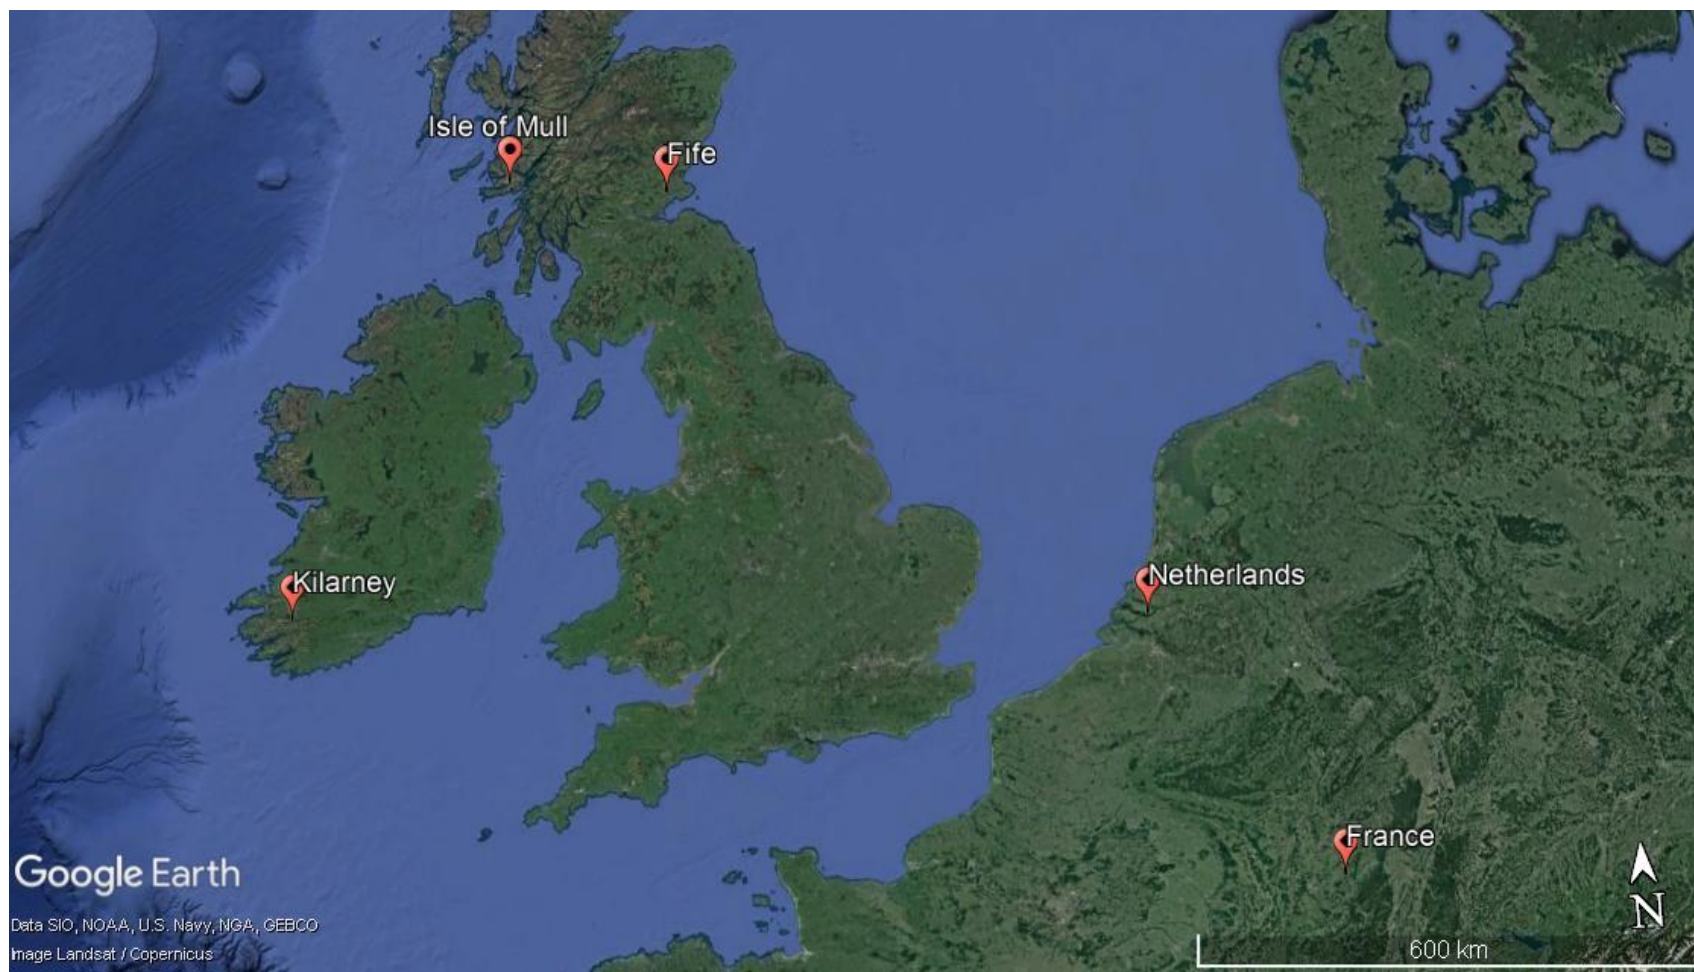 Isle of Mull
Fife
Kilarney
Netherlands
France
Google Earth
N
Data SIO, NOAA, U.S. Navy, NGA, GEBCO
Image Landsat / Copernicus
600 km